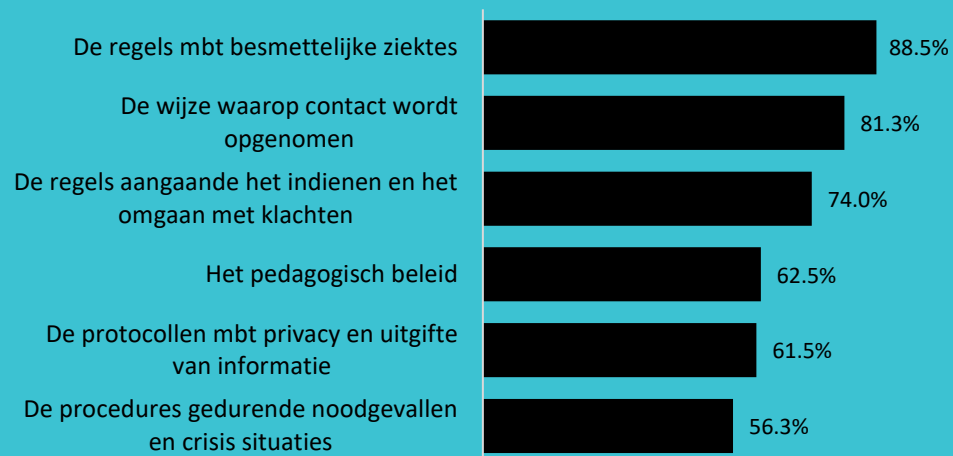 De regels mbt besmettelijke ziektes
88.5%
De wijze waarop contact wordt
opgenomen
81.3%
De regels aangaande het indienen en het
omgaan met klachten
74.0%
Het pedagogisch beleid
62.5%
De protocollen mbt privacy en uitgifte
van informatie
61.5%
De procedures gedurende noodgevallen
en crisis situaties
56.3%